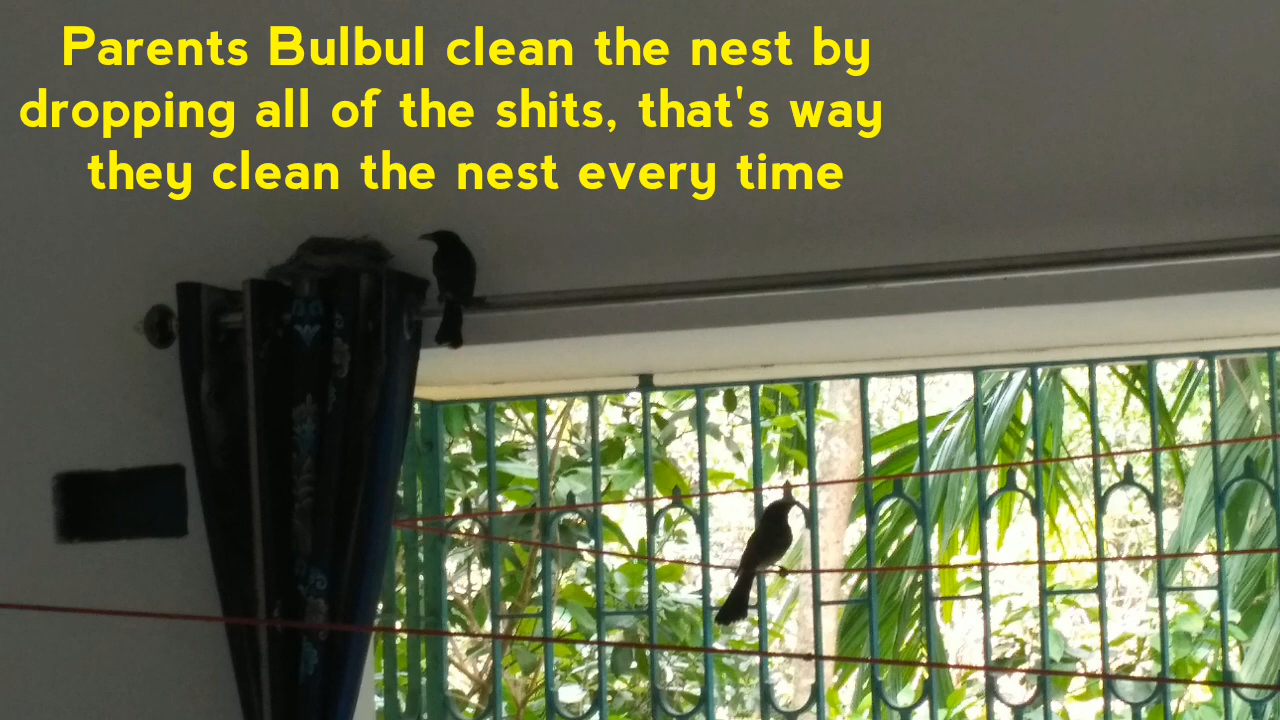 Parents Bulbul clean the nest by
dropping all of the shits, that's way
they clean the nest every time